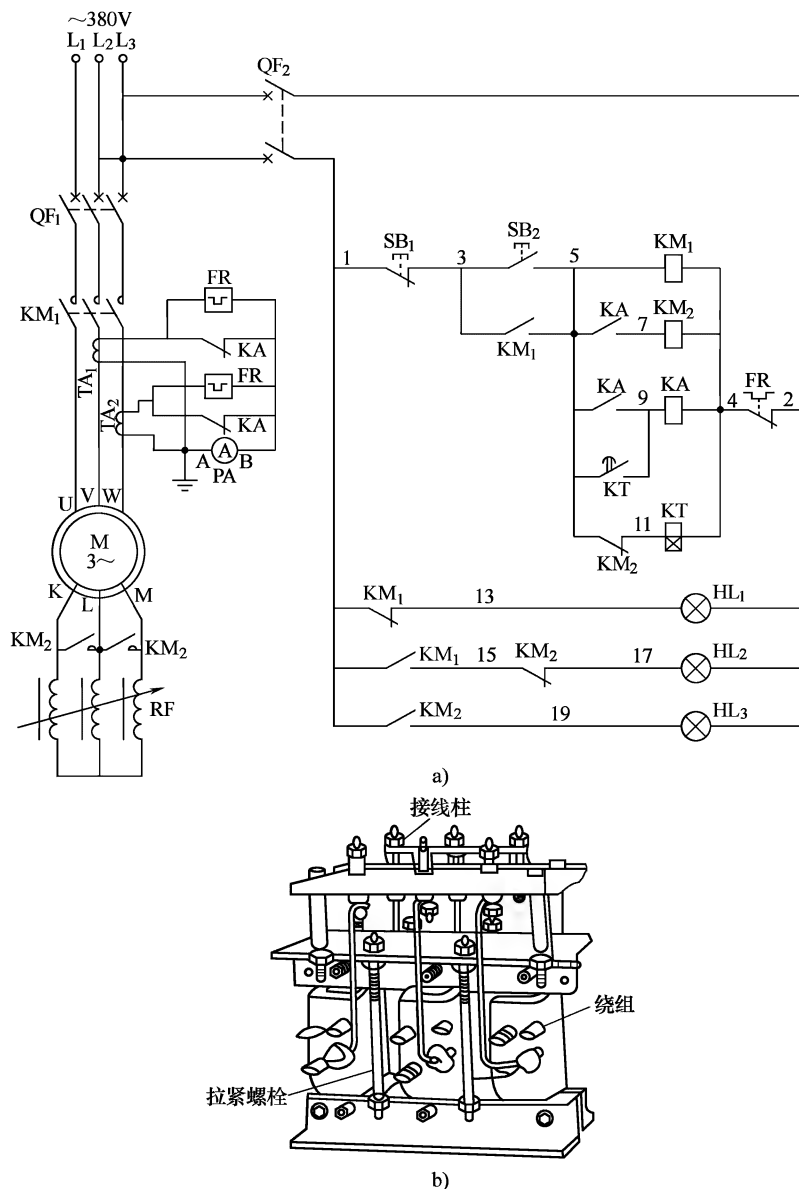 ～380V
L₁ L₂ L₃
QF₂
QF₁
1 SB₁ 3 SB₂ 5 KM₁
FR
KM₁
KA
KM₁ KA 7 KM₂
TA₁
FR
TA₂
KA
KA 9 KA 4 FR 2
A A B
PA
KT
U V W
11 KT
KM₂
M
3～
K L M
KM₁ 13 HL₁
KM₂ KM₂
KM₁ 15 KM₂ 17 HL₂
RF
KM₂ 19 HL₃
a)
接线柱
绕组
拉紧螺栓
b)